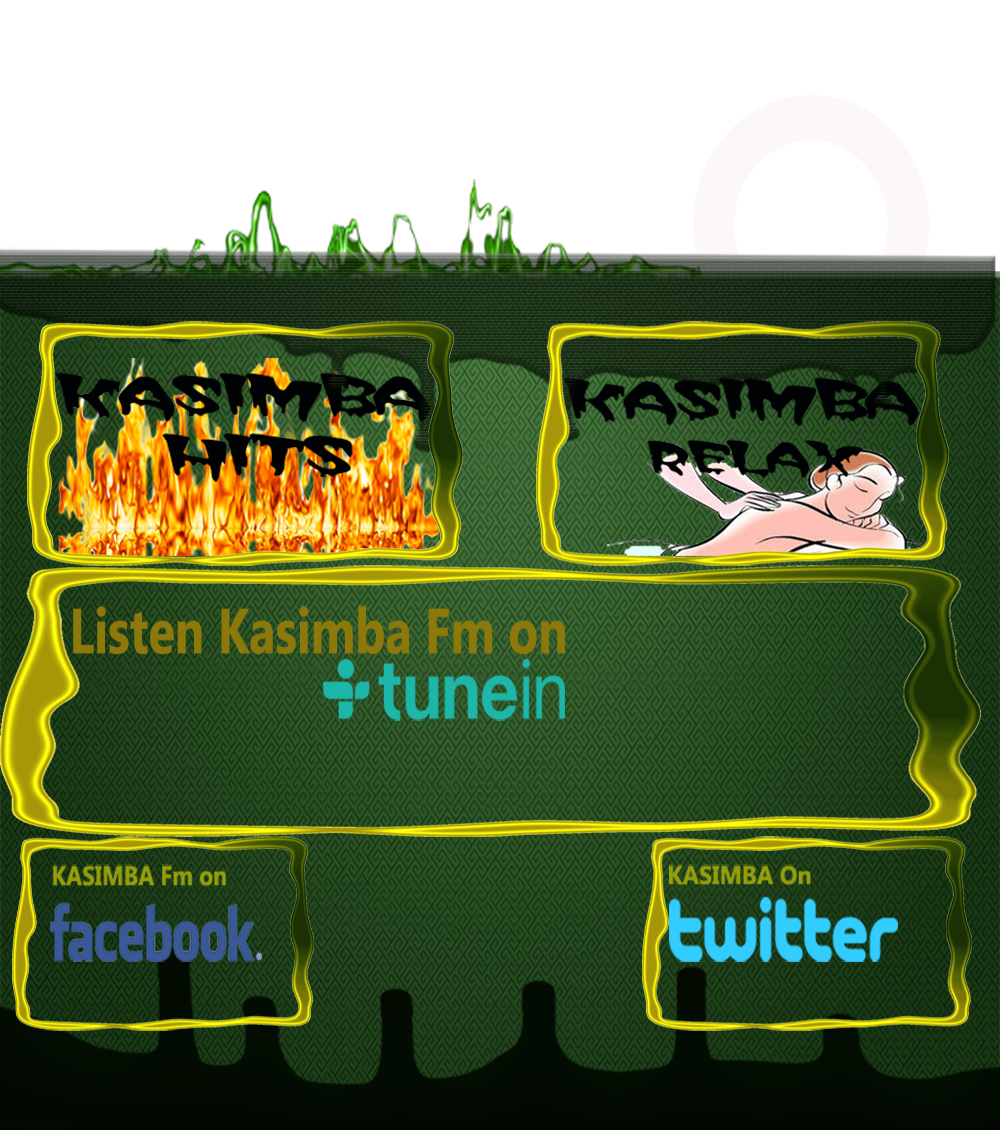 KASIMBA
HITS
KASIMBA
RELAX
Listen Kasimba Fm on
tunein
KASIMBA Fm on
facebook.
KASIMBA On
twitter